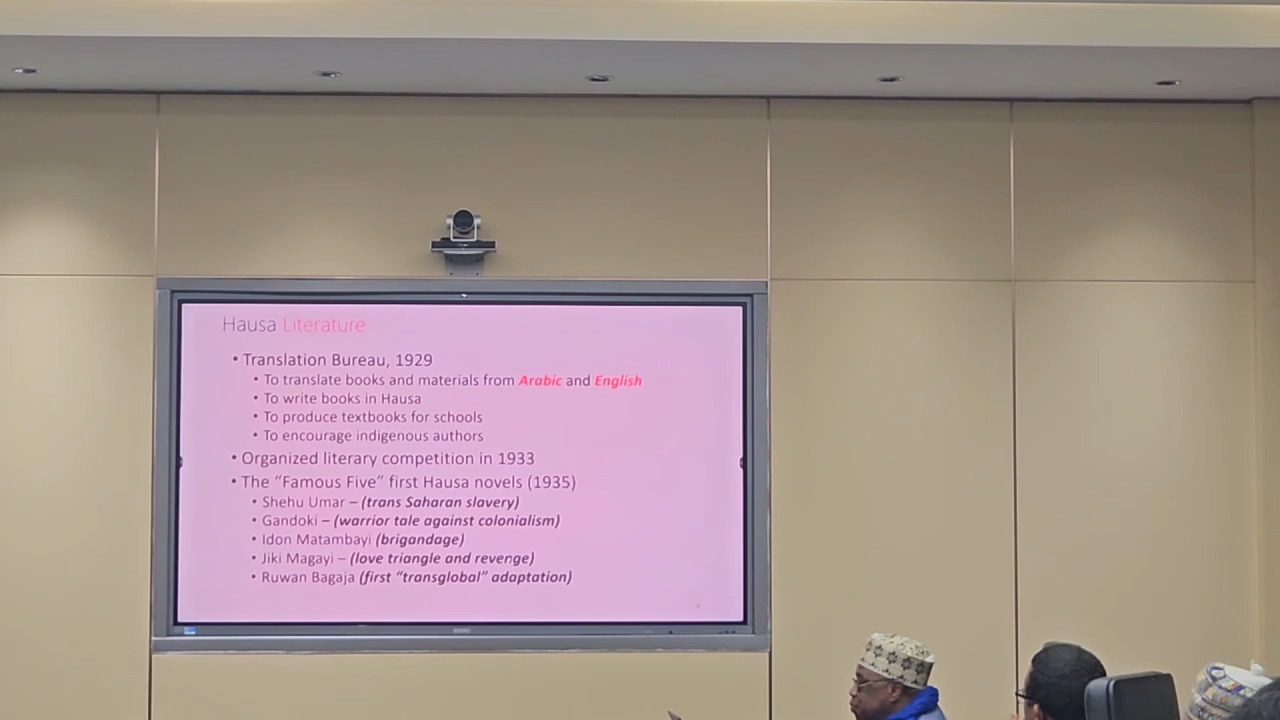 Hausa Literature
• Translation Bureau, 1929
• To translate books and materials from Arabic and English
• To write books in Hausa
• To produce textbooks for schools
• To encourage indigenous authors
• Organized literary competition in 1933
• The “Famous Five” first Hausa novels (1935)
• Shehu Umar – (trans Saharan slavery)
• Gandoki – (warrior tale against colonialism)
• Idon Matambayi (brigandage)
• Jiki Magayi – (love triangle and revenge)
• Ruwan Bagaja (first “transglobal” adaptation)